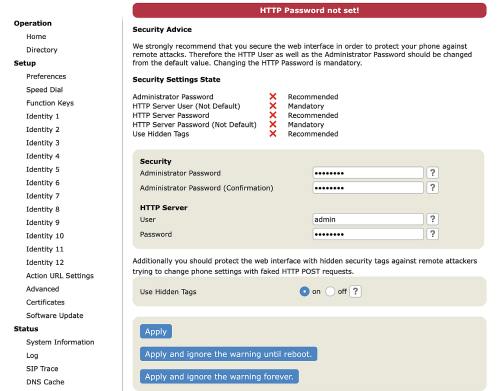 HTTP Password not set!
Operation
Home
Directory
Setup
Preferences
Speed Dial
Function Keys
Identity 1
Identity 2
Identity 3
Identity 4
Identity 5
Identity 6
Identity 7
Identity 8
Identity 9
Identity 10
Identity 11
Identity 12
Action URL Settings
Advanced
Certificates
Software Update
Status
System Information
Log
SIP Trace
DNS Cache
Security Advice
We strongly recommend that you secure the web interface in order to protect your phone against
remote attacks. Therefore the HTTP User as well as the Administrator Password should be changed
from the default value. Changing the HTTP Password is mandatory.
Security Settings State
Administrator Password Recommended
HTTP Server User (Not Default) Mandatory
HTTP Server Password Recommended
HTTP Server Password (Not Default) Mandatory
Use Hidden Tags Recommended
Security
Administrator Password •••••••• ?
Administrator Password (Confirmation) •••••••• ?
HTTP Server
User admin ?
Password •••••••• ?
Additionally you should protect the web interface with hidden security tags against remote attackers
trying to change phone settings with faked HTTP POST requests.
Use Hidden Tags on off ?
Apply
Apply and ignore the warning until reboot.
Apply and ignore the warning forever.